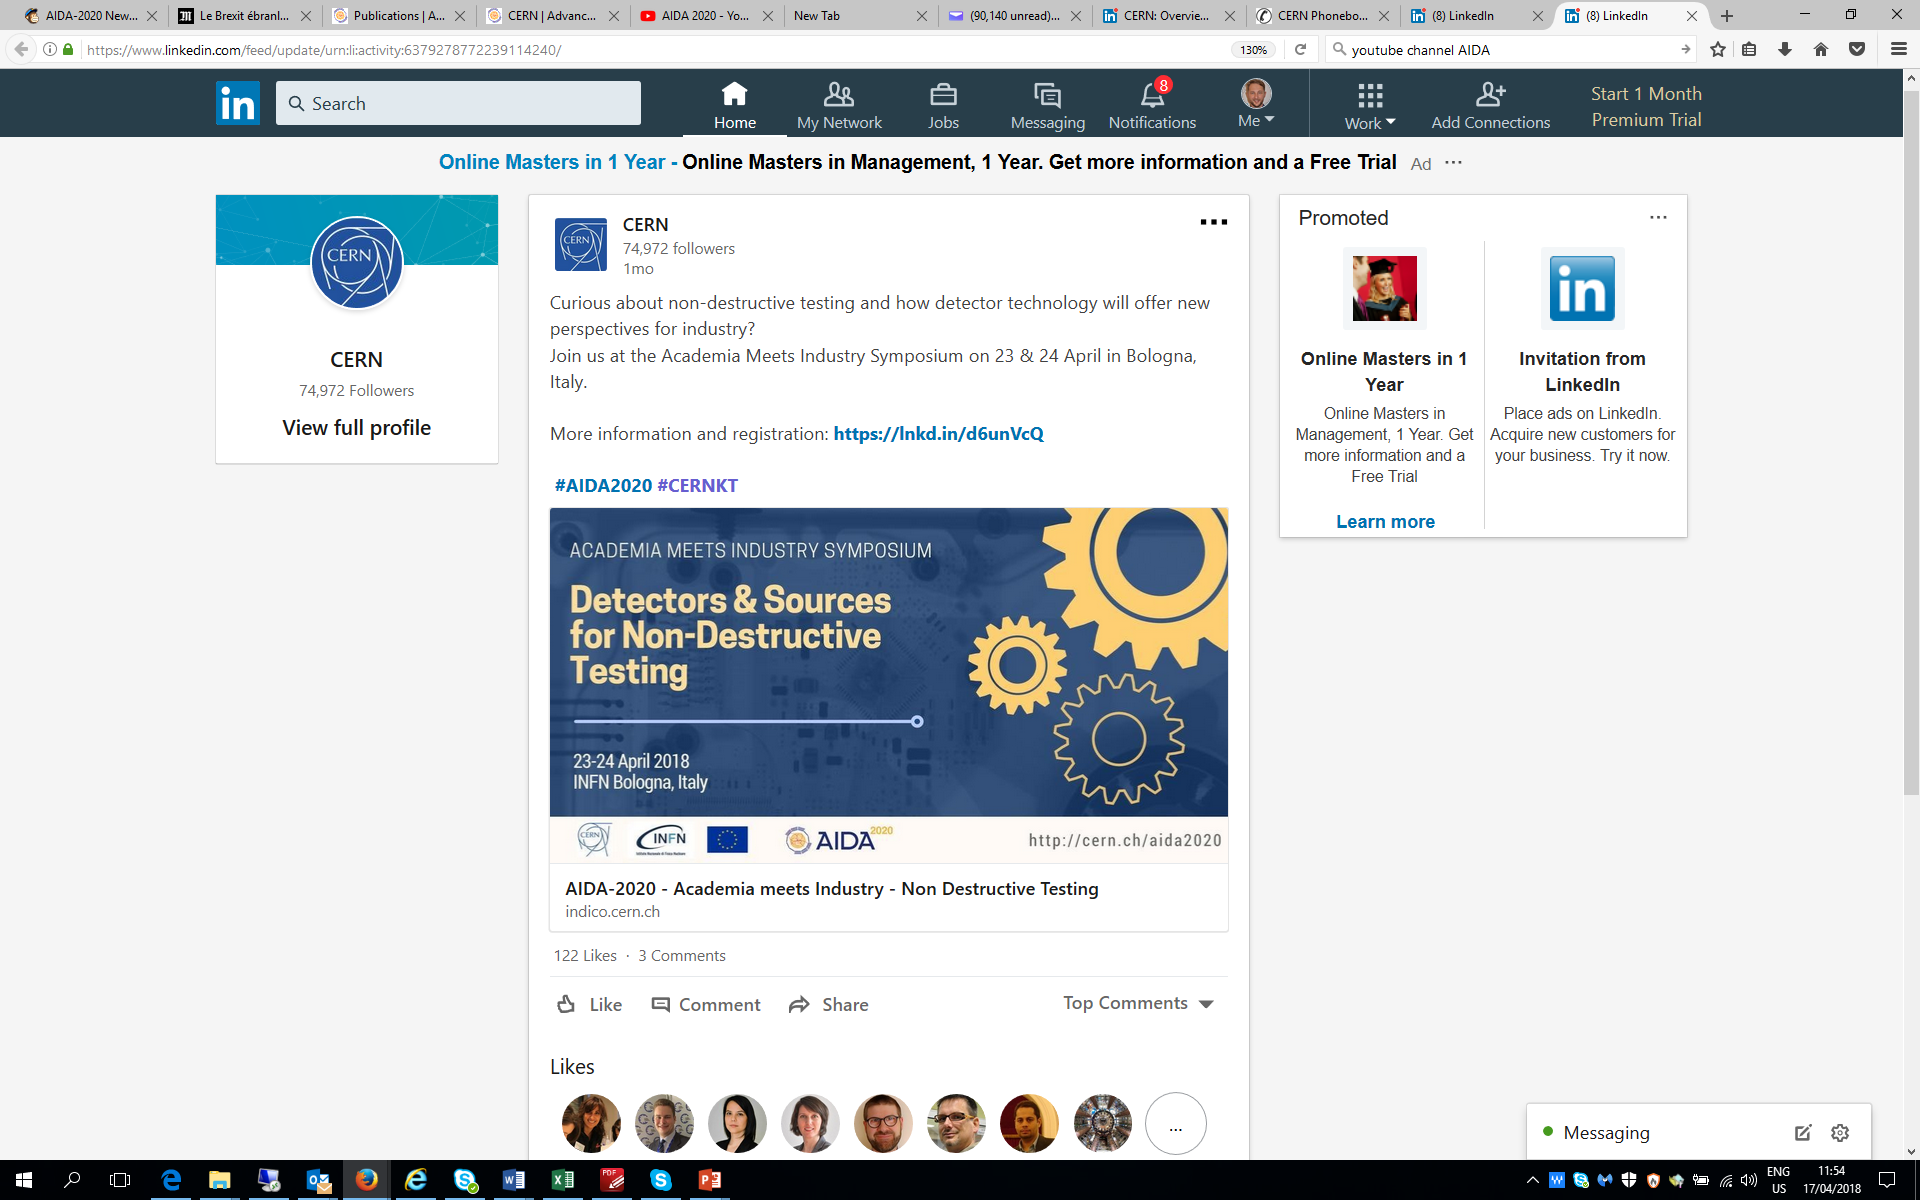 AIDA-2020 New...
Le Brexit ébranl...
Publications | A...
CERN | Advanc...
AIDA 2020 - Yo...
New Tab
(90,140 unread)...
CERN: Overvie...
CERN Phonebo...
(8) LinkedIn
(8) LinkedIn
https://www.linkedin.com/feed/update/urn:li:activity:6379278772239114240/
130%
youtube channel AIDA
in
Search
Home
My Network
Jobs
Messaging
8
Notifications
Me
Work
Add Connections
Start 1 Month
Premium Trial
Online Masters in 1 Year - Online Masters in Management, 1 Year. Get more information and a Free Trial Ad ...
CERN
CERN
74,972 Followers
View full profile
CERN
CERN
74,972 followers
1mo
Curious about non-destructive testing and how detector technology will offer new
perspectives for industry?
Join us at the Academia Meets Industry Symposium on 23 & 24 April in Bologna,
Italy.
More information and registration: https://lnkd.in/d6unVcQ
#AIDA2020 #CERNKT
ACADEMIA MEETS INDUSTRY SYMPOSIUM
Detectors & Sources
for Non-Destructive
Testing
23-24 April 2018
INFN Bologna, Italy
CERN
INFN
AIDA 2020
http://cern.ch/aida2020
AIDA-2020 - Academia meets Industry - Non Destructive Testing
indico.cern.ch
122 Likes · 3 Comments
Like
Comment
Share
Top Comments
Likes
...
Promoted
Online Masters in 1
Year
Online Masters in
Management, 1 Year. Get
more information and a
Free Trial
Learn more
in
Invitation from
LinkedIn
Place ads on LinkedIn.
Acquire new customers for
your business. Try it now.
Messaging
ENG
US
11:54
17/04/2018